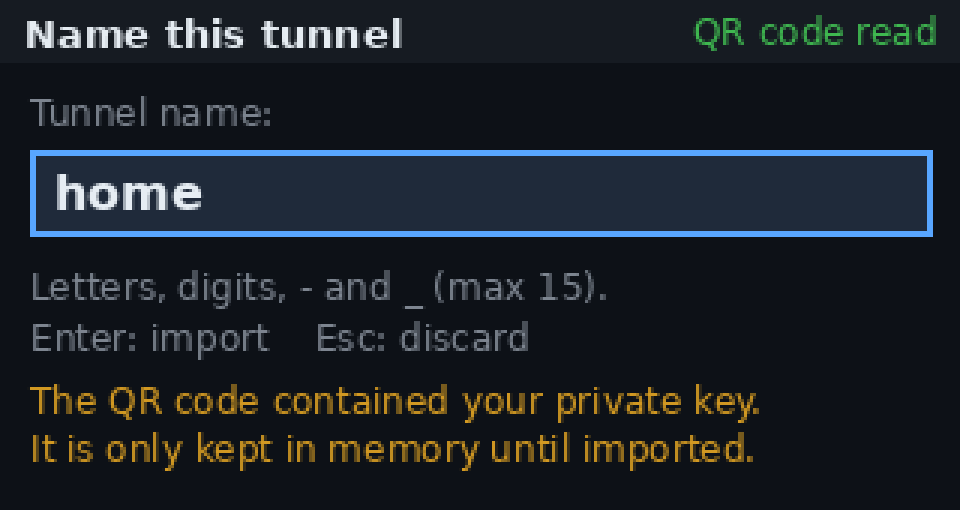 Name this tunnel
QR code read
Tunnel name:
home
Letters, digits, - and _ (max 15).
Enter: import Esc: discard
The QR code contained your private key.
It is only kept in memory until imported.